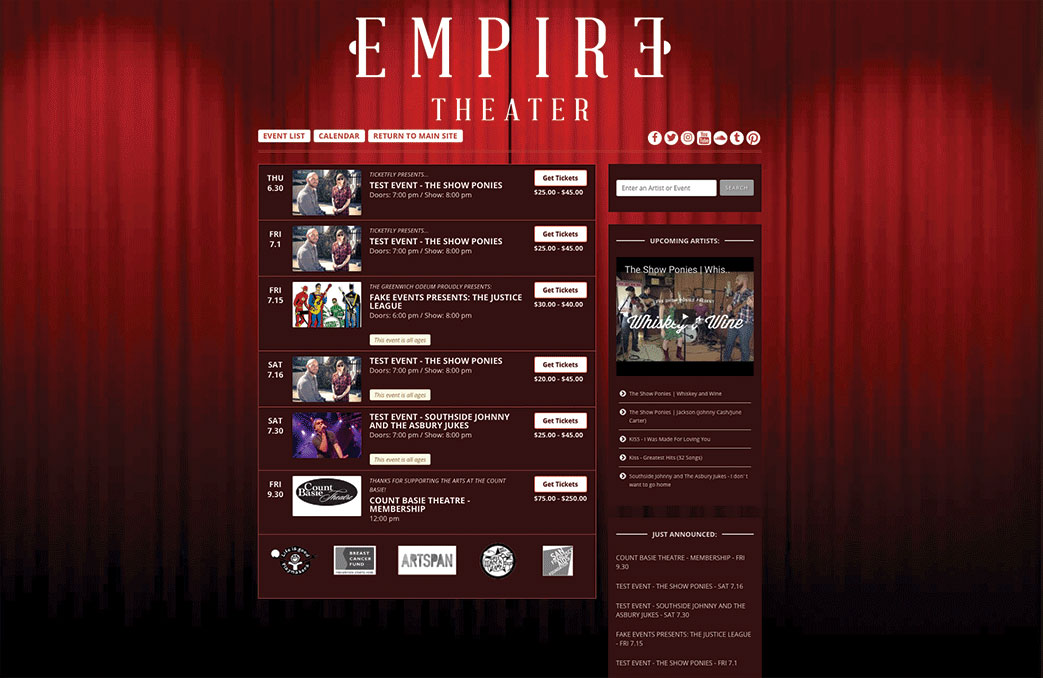 EMPIRE
THEATER
EVENT LIST
CALENDAR
RETURN TO MAIN SITE
THU
6.30
TICKETFLY PRESENTS...
TEST EVENT - THE SHOW PONIES
Doors: 7:00 pm / Show: 8:00 pm
Get Tickets
$25.00 - $45.00
FRI
7.1
TICKETFLY PRESENTS...
TEST EVENT - THE SHOW PONIES
Doors: 7:00 pm / Show: 8:00 pm
Get Tickets
$25.00 - $45.00
FRI
7.15
THE GREENWICH ODEUM PROUDLY PRESENTS:
FAKE EVENTS PRESENTS: THE JUSTICE
LEAGUE
Doors: 6:00 pm / Show: 8:00 pm
This event is all ages
Get Tickets
$30.00 - $40.00
SAT
7.16
TEST EVENT - THE SHOW PONIES
Doors: 7:00 pm / Show: 8:00 pm
This event is all ages
Get Tickets
$20.00 - $45.00
SAT
7.30
TEST EVENT - SOUTHSIDE JOHNNY
AND THE ASBURY JUKES
Doors: 7:00 pm / Show: 8:00 pm
This event is all ages
Get Tickets
$25.00 - $45.00
FRI
9.30
Count
Basie Theatre
THANKS FOR SUPPORTING THE ARTS AT THE COUNT
BASIE!
COUNT BASIE THEATRE -
MEMBERSHIP
12:00 pm
Get Tickets
$75.00 - $250.00
Life is good
BREAST
CANCER
FUND
ARTSPAN
SAN
Enter an Artist or Event
SEARCH
UPCOMING ARTISTS:
The Show Ponies | Whis..
Whiskey & Wine
The Show Ponies | Whiskey and Wine
The Show Ponies | Jackson (Johnny Cash/June
Carter)
KISS - I Was Made For Loving You
Kiss - Greatest Hits (32 Songs)
Southside Johnny and The Asbury Jukes - I don' t
want to go home
JUST ANNOUNCED:
COUNT BASIE THEATRE - MEMBERSHIP - FRI
9.30
TEST EVENT - THE SHOW PONIES - SAT 7.16
TEST EVENT - SOUTHSIDE JOHNNY AND THE
ASBURY JUKES - SAT 7.30
FAKE EVENTS PRESENTS: THE JUSTICE LEAGUE
- FRI 7.15
TEST EVENT - THE SHOW PONIES - FRI 7.1